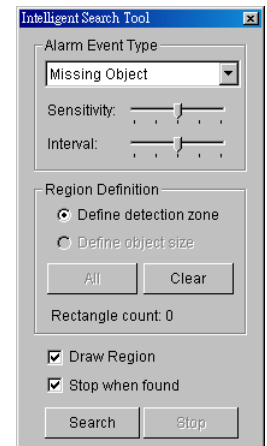 Intelligent Search Tool
Alarm Event Type
Missing Object
Sensitivity:
Interval:
Region Definition
Define detection zone
Define object size
All Clear
Rectangle count: 0
Draw Region
Stop when found
Search Stop